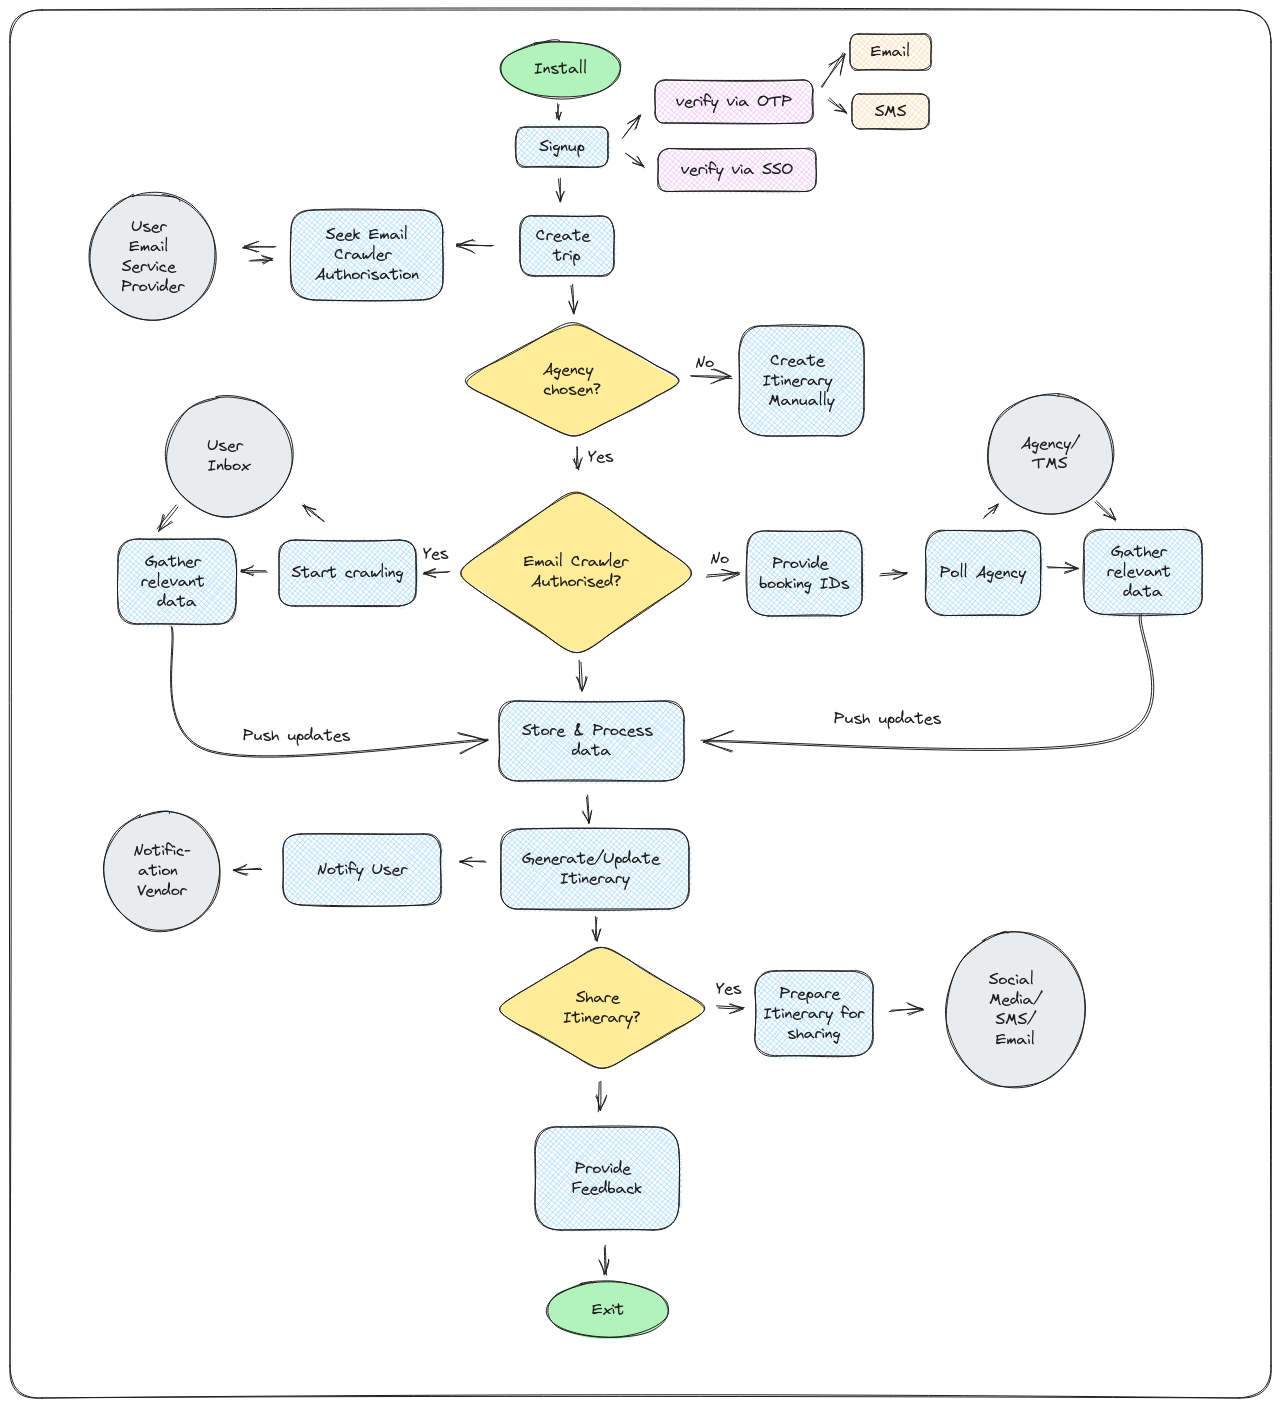 Install
Email
verify via OTP
SMS
Signup
verify via SSO
User
Email
Service
Provider
Seek Email
Crawler
Authorisation
Create
trip
Agency
chosen?
No
Create
Itinerary
Manually
Yes
User
Inbox
Agency/
TMS
Gather
relevant
data
Start crawling
Yes
Email Crawler
Authorised?
No
Provide
booking IDs
Poll Agency
Gather
relevant
data
Push updates
Store & Process
data
Push updates
Notific-
ation
Vendor
Notify User
Generate/Update
Itinerary
Share
Itinerary?
Yes
Prepare
Itinerary for
sharing
Social
Media/
SMS/
Email
Provide
Feedback
Exit